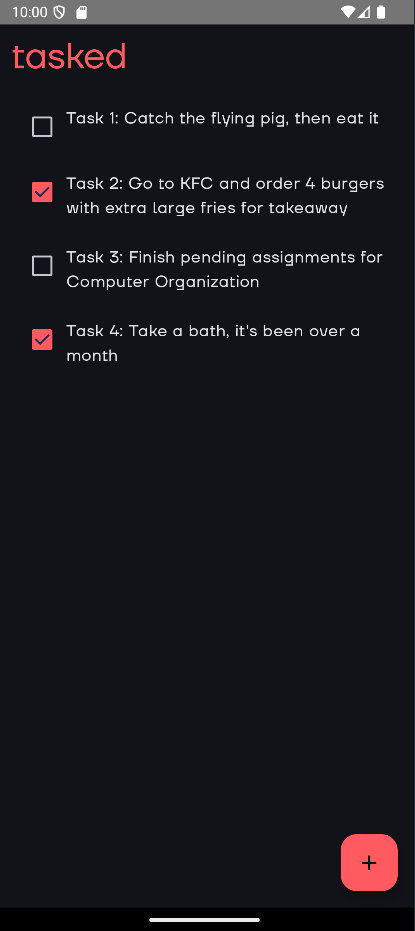 10:00
tasked
Task 1: Catch the flying pig, then eat it
Task 2: Go to KFC and order 4 burgers
with extra large fries for takeaway
Task 3: Finish pending assignments for
Computer Organization
Task 4: Take a bath, it's been over a
month
+